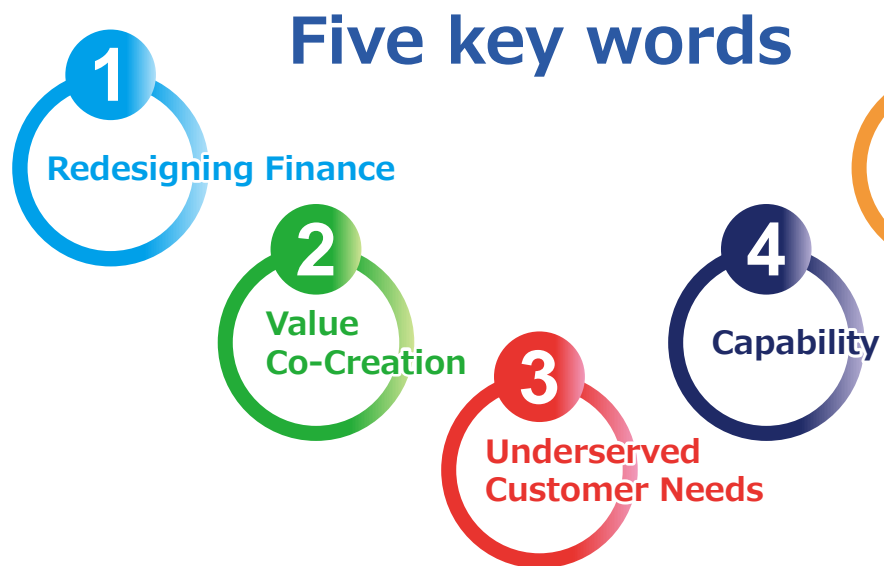 Five key words
1
Redesigning Finance
2
Value
Co-Creation
3
Underserved
Customer Needs
4
Capability